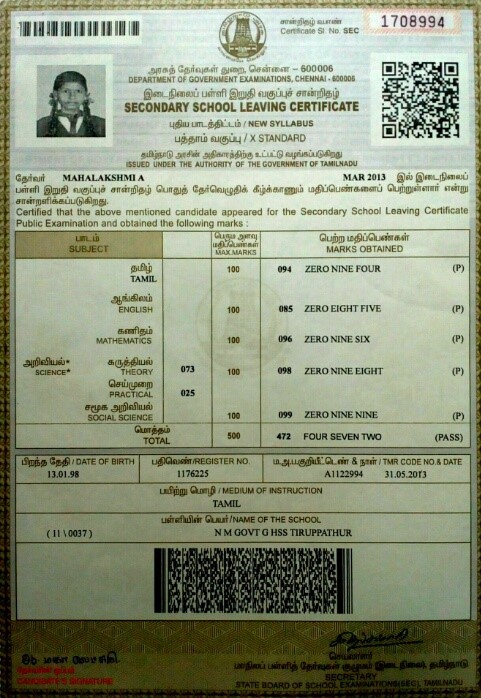 சான்றிதழ் வ.எண்
Certificate Sl. No. SEC 1708994
அரசுத் தேர்வுகள் துறை, சென்னை – 600006
DEPARTMENT OF GOVERNMENT EXAMINATIONS, CHENNAI - 600006
இடைநிலைப் பள்ளி இறுதி வகுப்புச் சான்றிதழ்
SECONDARY SCHOOL LEAVING CERTIFICATE
புதிய பாடத்திட்டம் / NEW SYLLABUS
பத்தாம் வகுப்பு / X STANDARD
தமிழ்நாடு அரசின் அதிகாரத்திற்கு உட்பட்டு வழங்கப்படுகிறது
ISSUED UNDER THE AUTHORITY OF THE GOVERNMENT OF TAMILNADU
தேர்வர் MAHALAKSHMI A MAR 2013 இல் இடைநிலைப்
பள்ளி இறுதி வகுப்புச் சான்றிதழ் பொதுத் தேர்வெழுதிக் கீழ்க்காணும் மதிப்பெண்களைப் பெற்றுள்ளார் என்று
சான்றளிக்கப்படுகிறது.
Certified that the above mentioned candidate appeared for the Secondary School Leaving Certificate
Public Examination and obtained the following marks :
பாடம்
SUBJECT
பெரும அளவு
மதிப்பெண்கள்
MAX.MARKS
பெற்ற மதிப்பெண்கள்
MARKS OBTAINED
தமிழ்
TAMIL 100 094 ZERO NINE FOUR (P)
ஆங்கிலம்
ENGLISH 100 085 ZERO EIGHT FIVE (P)
கணிதம்
MATHEMATICS 100 096 ZERO NINE SIX (P)
அறிவியல்* கருத்தியல்
SCIENCE* THEORY 073 100 098 ZERO NINE EIGHT (P)
செய்முறை
PRACTICAL 025
சமூக அறிவியல்
SOCIAL SCIENCE 100 099 ZERO NINE NINE (P)
மொத்தம்
TOTAL 500 472 FOUR SEVEN TWO (PASS)
பிறந்த தேதி / DATE OF BIRTH
13.01.98
பதிவெண்/REGISTER NO.
1176225
ம.அ.ப.குறியீட்டெண் & நாள் / TMR CODE NO.& DATE
A1122994 31.05.2013
பயிற்று மொழி / MEDIUM OF INSTRUCTION
TAMIL
பள்ளியின் பெயர்/NAME OF THE SCHOOL
( 11 \ 0037 ) N M GOVT G HSS TIRUPPATHUR
தேர்வரின் கையொப்பம்
CANDIDATE'S SIGNATURE
செயலாளர்
மாநிலப் பள்ளித் தேர்வுகள் குழுமம் இடைநிலை, தமிழ்நாடு
SECRETARY
STATE BOARD OF SCHOOL EXAMINATIONS(SEC), TAMILNADU